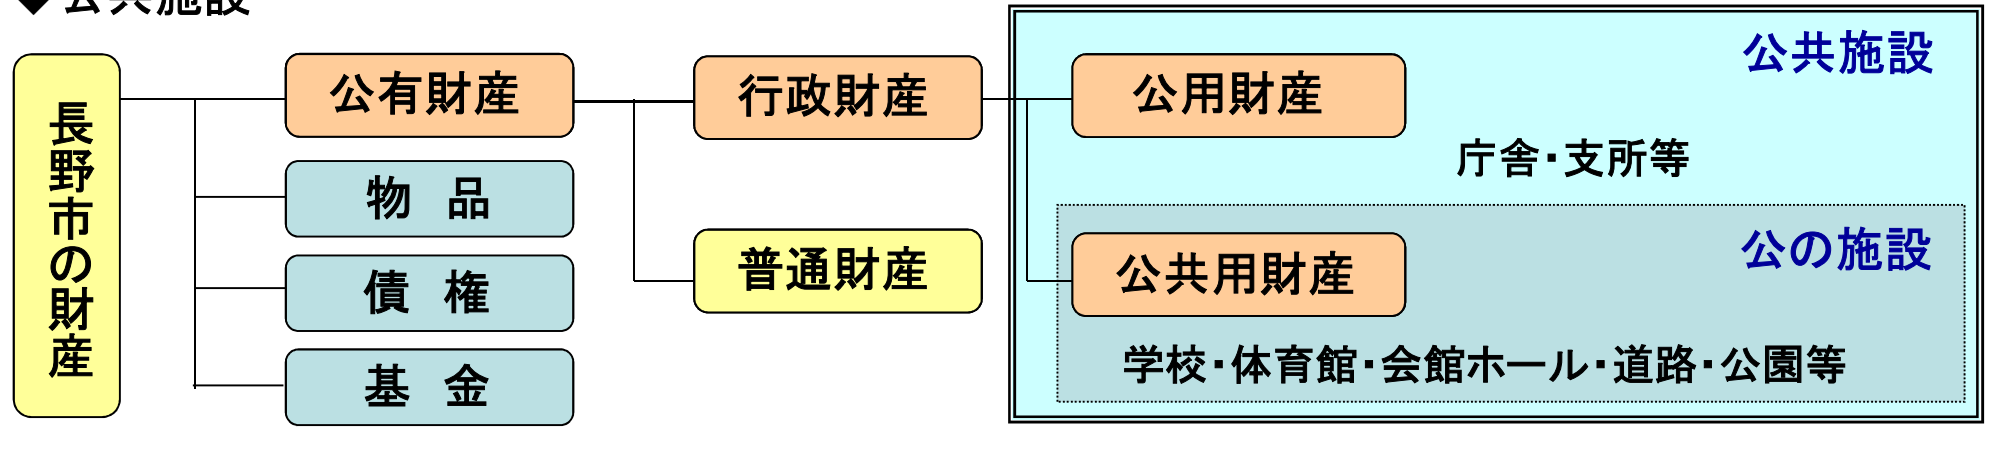 ◆公共施設
長野市の財産
公有財産
物 品
債 権
基 金
行政財産
普通財産
公共施設
公用財産
庁舎・支所等
公の施設
公共用財産
学校・体育館・会館ホール・道路・公園等